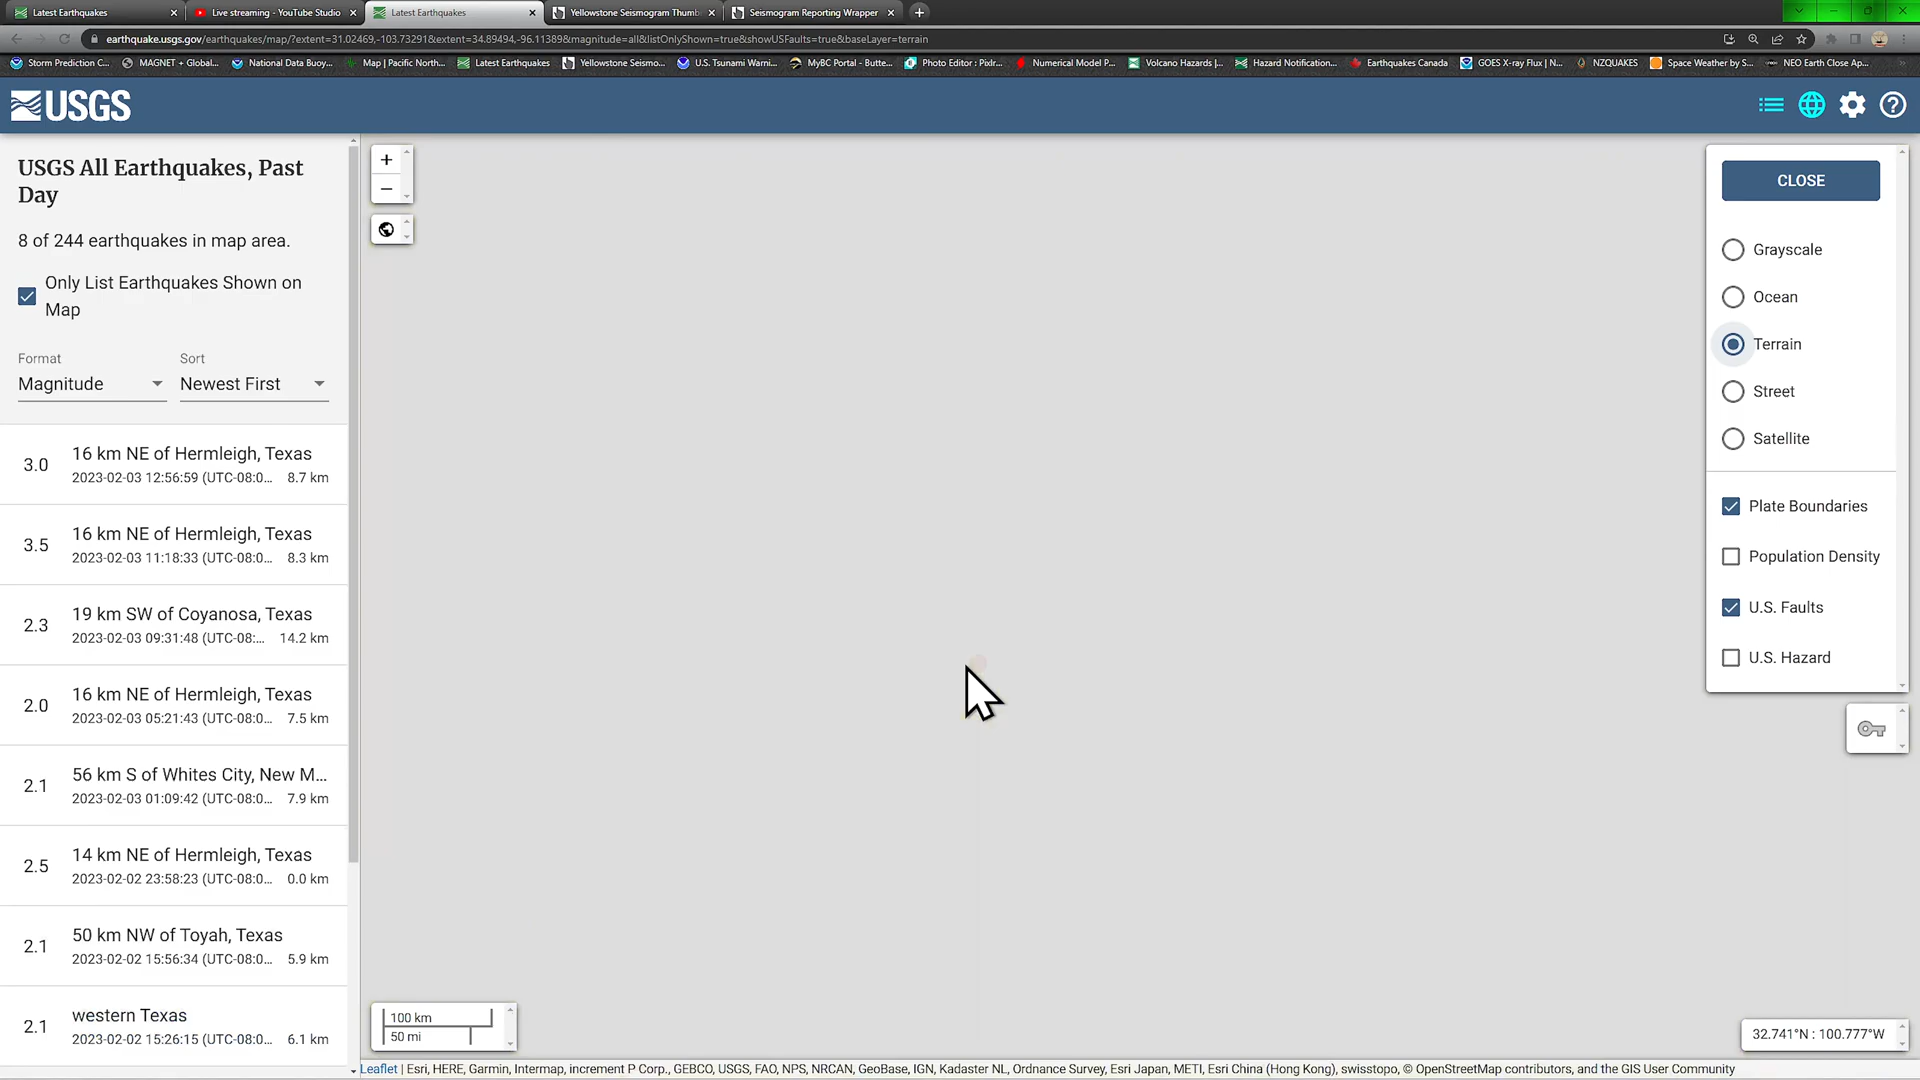 Latest Earthquakes
Live streaming - YouTube Studio
Latest Earthquakes
Yellowstone Seismogram Thumb
Seismogram Reporting Wrapper
earthquake.usgs.gov/earthquakes/map/?extent=31.02469,-103.73291&extent=34.89494,-96.11389&magnitude=all&listOnlyShown=true&showUSFaults=true&baseLayer=terrain
Storm Prediction C...
MAGNET + Global...
National Data Buoy...
Map | Pacific North...
Latest Earthquakes
Yellowstone Seismo...
U.S. Tsunami Warni...
MyBC Portal - Butte...
Photo Editor : Pixlr...
Numerical Model P...
Volcano Hazards |...
Hazard Notification...
Earthquakes Canada
GOES X-ray Flux | N...
NZQUAKES
Space Weather by S...
NEO Earth Close Ap...
USGS
USGS All Earthquakes, Past
Day
8 of 244 earthquakes in map area.
Only List Earthquakes Shown on
Map
Format
Sort
Magnitude
Newest First
3.0
16 km NE of Hermleigh, Texas
2023-02-03 12:56:59 (UTC-08:0... 8.7 km
3.5
16 km NE of Hermleigh, Texas
2023-02-03 11:18:33 (UTC-08:0... 8.3 km
2.3
19 km SW of Coyanosa, Texas
2023-02-03 09:31:48 (UTC-08:... 14.2 km
2.0
16 km NE of Hermleigh, Texas
2023-02-03 05:21:43 (UTC-08:0... 7.5 km
2.1
56 km S of Whites City, New M...
2023-02-03 01:09:42 (UTC-08:0... 7.9 km
2.5
14 km NE of Hermleigh, Texas
2023-02-02 23:58:23 (UTC-08:0... 0.0 km
2.1
50 km NW of Toyah, Texas
2023-02-02 15:56:34 (UTC-08:0... 5.9 km
2.1
western Texas
2023-02-02 15:26:15 (UTC-08:0... 6.1 km
+
−
CLOSE
Grayscale
Ocean
Terrain
Street
Satellite
Plate Boundaries
Population Density
U.S. Faults
U.S. Hazard
100 km
50 mi
32.741°N : 100.777°W
Leaflet | Esri, HERE, Garmin, Intermap, increment P Corp., GEBCO, USGS, FAO, NPS, NRCAN, GeoBase, IGN, Kadaster NL, Ordnance Survey, Esri Japan, METI, Esri China (Hong Kong), swisstopo, © OpenStreetMap contributors, and the GIS User Community